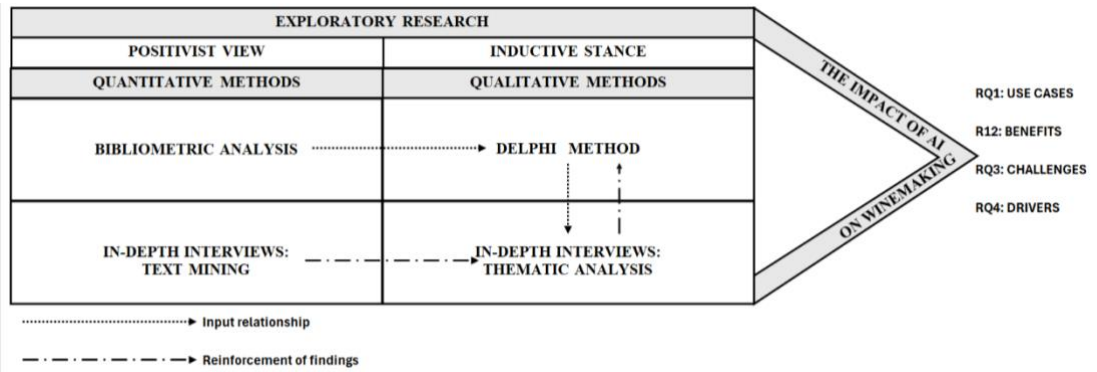 EXPLORATORY RESEARCH
POSITIVIST VIEW
INDUCTIVE STANCE
QUANTITATIVE METHODS
QUALITATIVE METHODS
BIBLIOMETRIC ANALYSIS
DELPHI METHOD
IN-DEPTH INTERVIEWS:
TEXT MINING
IN-DEPTH INTERVIEWS:
THEMATIC ANALYSIS
THE IMPACT OF AI
ON WINEMAKING
RQ1: USE CASES
R12: BENEFITS
RQ3: CHALLENGES
RQ4: DRIVERS
Input relationship
Reinforcement of findings